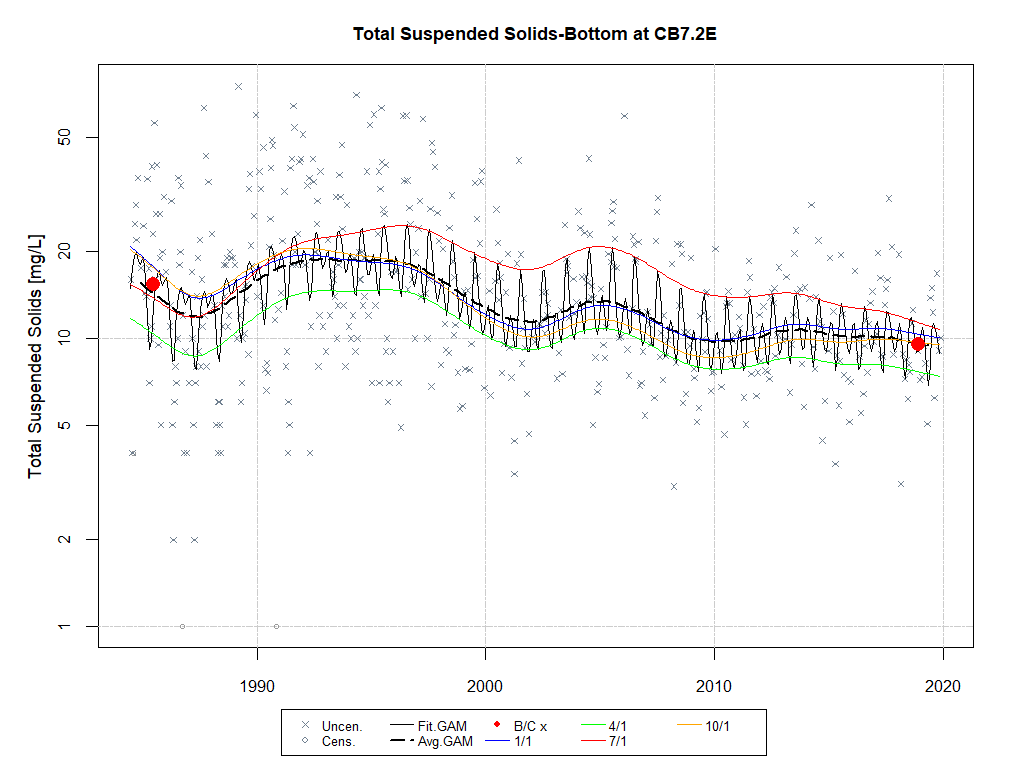 Total Suspended Solids-Bottom at CB7.2E
Total Suspended Solids [mg/L]
50
20
10
5
2
1
1990 2000 2010 2020
Uncen. Fit.GAM B/C x 4/1 10/1
Cens. Avg.GAM 1/1 7/1